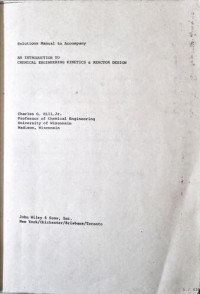 Solutions Manual to Accompany
AN INTRODUCTION TO
CHEMICAL ENGINEERING KINETICS & REACTOR DESIGN
Charles G. Hill, Jr.
Professor of Chemical Engineering
University of Wisconsin
Madison, Wisconsin
John Wiley & Sons, Inc.
New York/Chichester/Brisbane/Toronto